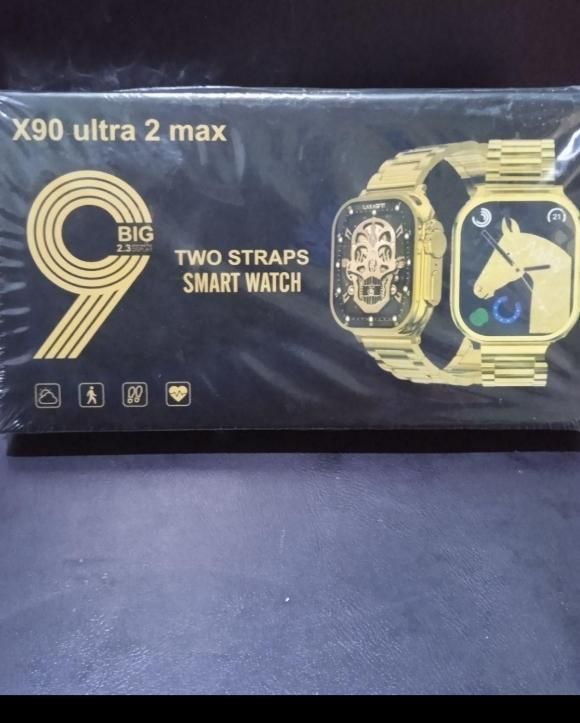 X90 ultra 2 max
9
BIG
2.3
TWO STRAPS
SMART WATCH
21